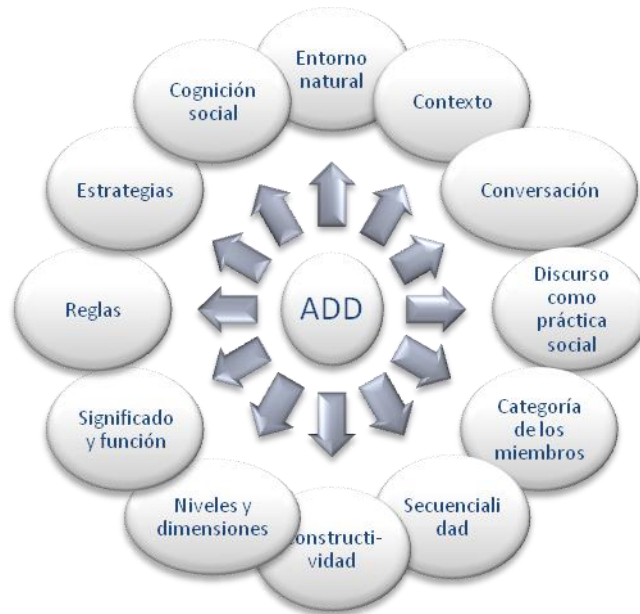 Entorno
natural
Contexto
Conversación
Discurso
como
práctica
social
Categoría
de los
miembros
Secuenciali
dad
onstructi-
vidad
Niveles y
dimensiones
Significado
y función
Reglas
Estrategias
Cognición
social
ADD